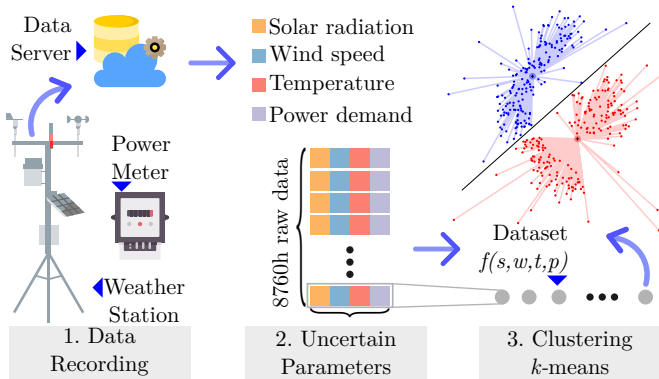 Data
Server
Solar radiation
Wind speed
Temperature
Power demand
Power
Meter
8760h raw data
Dataset
f(s,w,t,p)
Weather
Station
1. Data
Recording
2. Uncertain
Parameters
3. Clustering
k-means